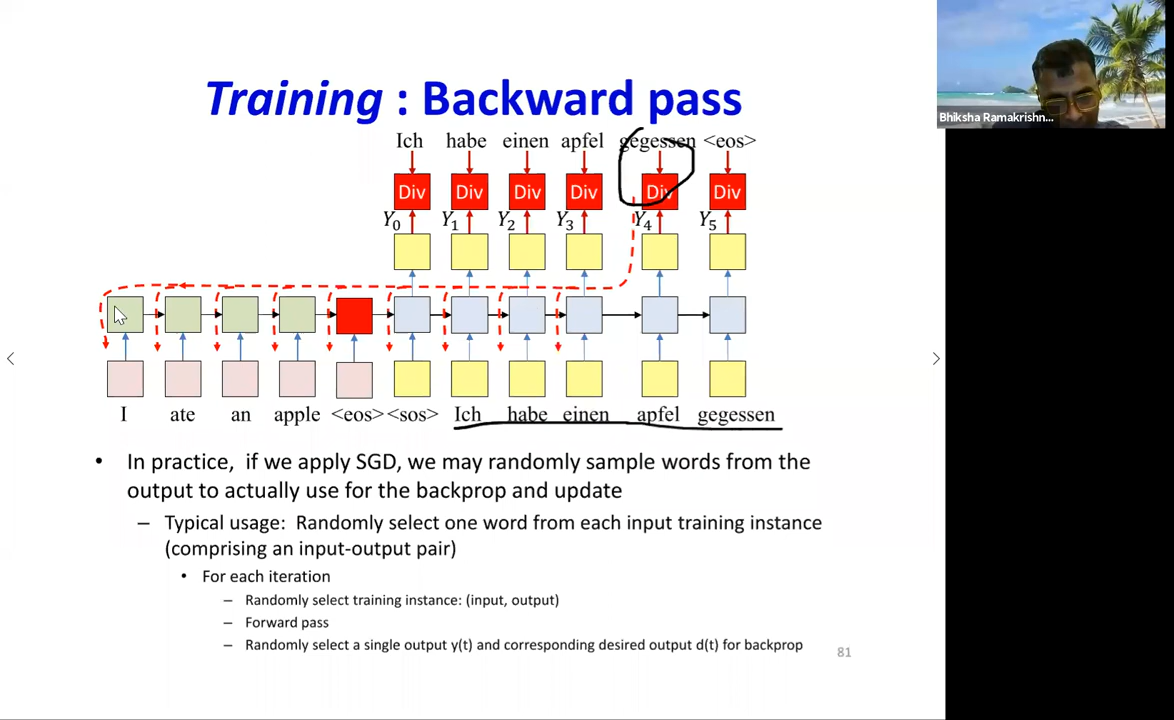 Training : Backward pass
Bhiksha Ramakrishn...
Ich habe einen apfel gegessen <eos>
Div Div Div Div Div Div
Y0 Y1 Y2 Y3 Y4 Y5
I ate an apple <eos> <sos> Ich habe einen apfel gegessen
• In practice, if we apply SGD, we may randomly sample words from the
output to actually use for the backprop and update
– Typical usage: Randomly select one word from each input training instance
(comprising an input-output pair)
• For each iteration
– Randomly select training instance: (input, output)
– Forward pass
– Randomly select a single output y(t) and corresponding desired output d(t) for backprop
81